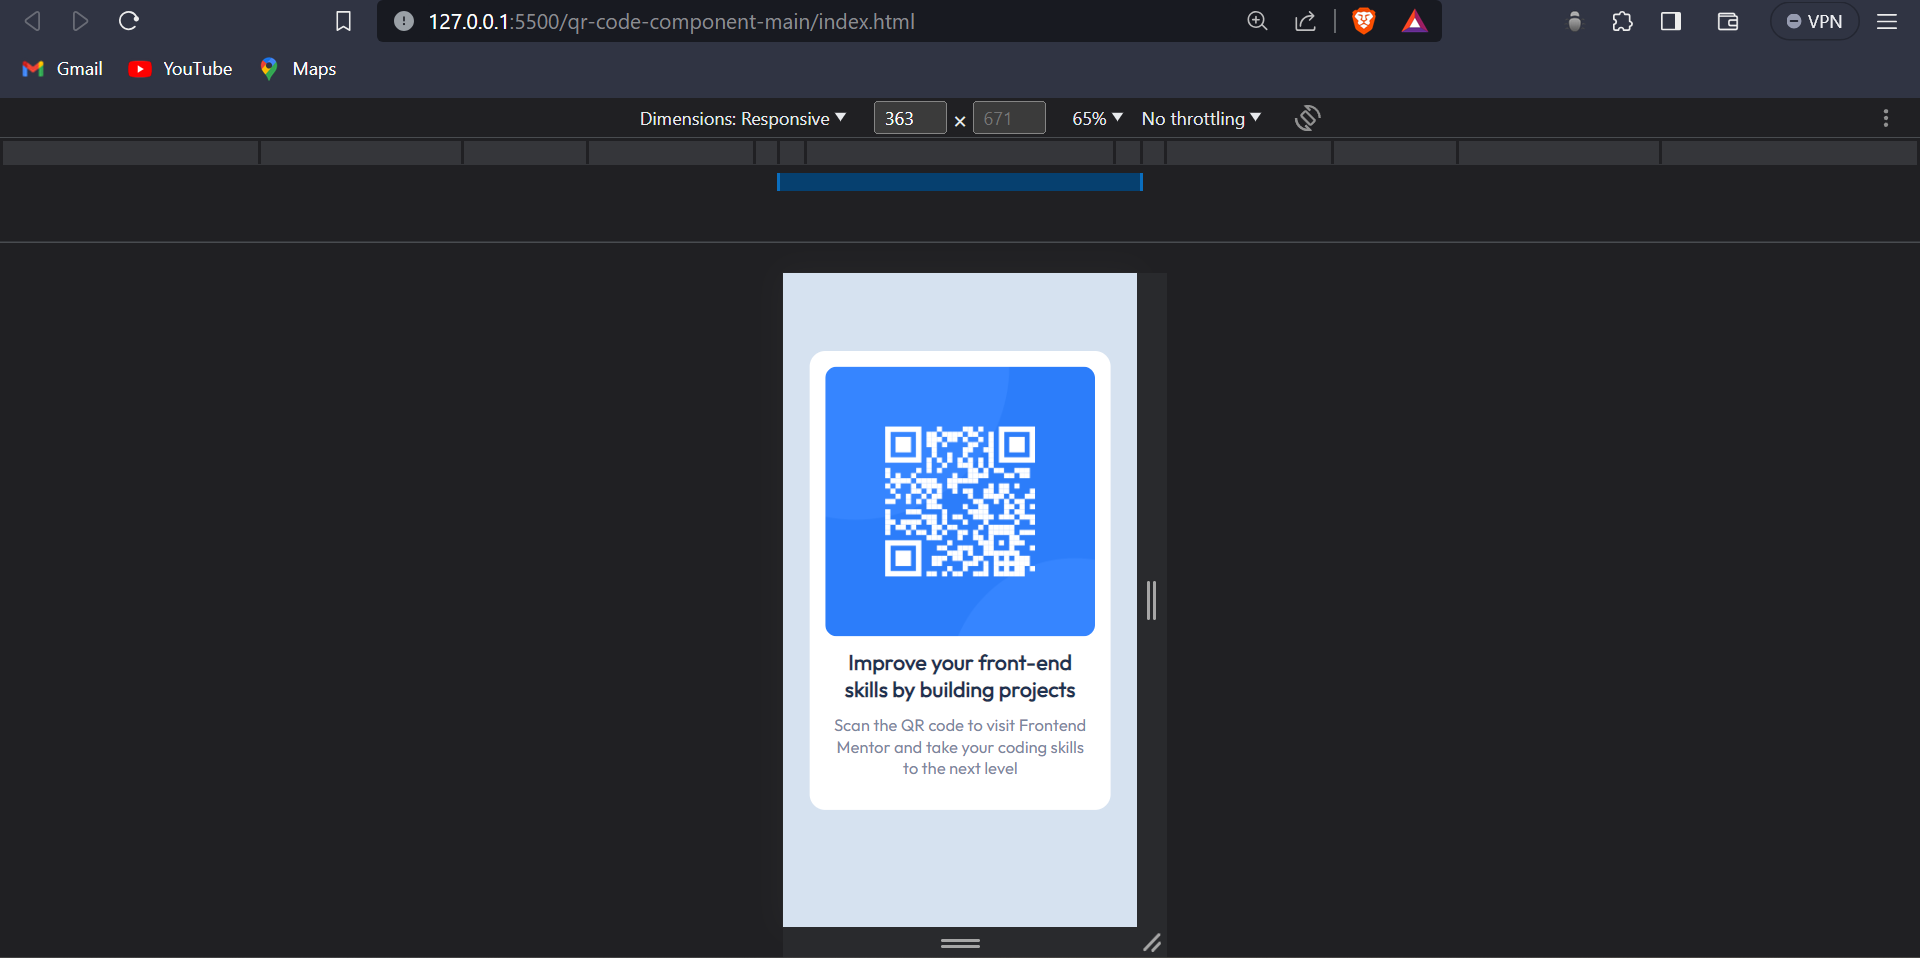 127.0.0.1:5500/qr-code-component-main/index.html
VPN
Gmail
YouTube
Maps
Dimensions: Responsive
363
×
671
65%
No throttling
Improve your front-end
skills by building projects
Scan the QR code to visit Frontend
Mentor and take your coding skills
to the next level